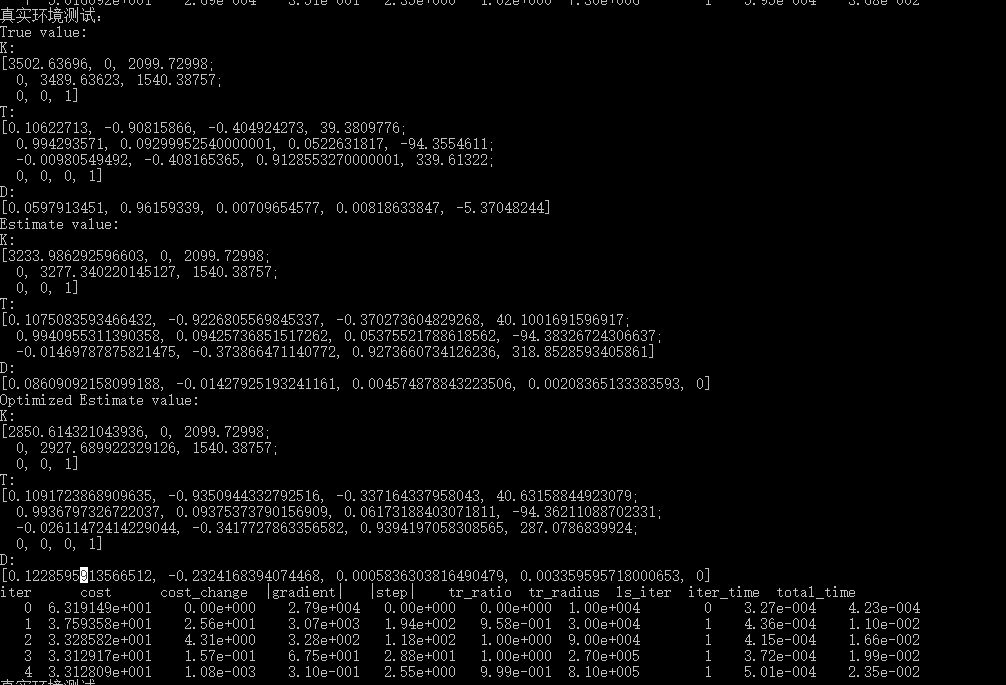 真实环境测试:
True value:
K:
[3502.63696, 0, 2099.72998;
0, 3489.63623, 1540.38757;
0, 0, 1]
T:
[0.10622713, -0.90815866, -0.404924273, 39.3809776;
0.994293571, 0.09299952540000001, 0.0522631817, -94.3554611;
-0.00980549492, -0.408165365, 0.9128553270000001, 339.61322;
0, 0, 0, 1]
D:
[0.0597913451, 0.96159339, 0.00709654577, 0.00818633847, -5.37048244]
Estimate value:
K:
[3233.986292596603, 0, 2099.72998;
0, 3277.340220145127, 1540.38757;
0, 0, 1]
T:
[0.1075083593466432, -0.9226805569845337, -0.370273604829268, 40.1001691596917;
0.9940955311390358, 0.09425736851517262, 0.05375521788618562, -94.38326724306637;
-0.01469787875821475, -0.373866471140772, 0.9273660734126236, 318.8528593405861]
D:
[0.08609092158099188, -0.01427925193241161, 0.004574878843223506, 0.00208365133383593, 0]
Optimized Estimate value:
K:
[2850.614321043936, 0, 2099.72998;
0, 2927.689922329126, 1540.38757;
0, 0, 1]
T:
[0.1091723868909635, -0.9350944332792516, -0.337164337958043, 40.63158844923079;
0.9936797326722037, 0.09375373790156909, 0.06173188403071811, -94.36211088702331;
-0.02611472414229044, -0.3417727863356582, 0.9394197058308565, 287.0786839924;
0, 0, 0, 1]
D:
[0.1228595913566512, -0.2324168394074468, 0.0005836303816490479, 0.003359595718000653, 0]
iter cost cost_change |gradient| |step| tr_ratio tr_radius ls_iter iter_time total_time
0 6.319149e+001 0.00e+000 2.79e+004 0.00e+000 0.00e+000 1.00e+004 0 3.27e-004 4.23e-004
1 3.759358e+001 2.56e+001 3.07e+003 1.94e+002 9.58e-001 3.00e+004 1 4.36e-004 1.10e-002
2 3.328582e+001 4.31e+000 3.28e+002 1.18e+002 1.00e+000 9.00e+004 1 4.15e-004 1.66e-002
3 3.312917e+001 1.57e-001 6.75e+001 2.88e+001 1.00e+000 2.70e+005 1 3.72e-004 1.99e-002
4 3.312809e+001 1.08e-003 3.10e-001 2.55e+000 9.99e-001 8.10e+005 1 5.01e-004 2.35e-002